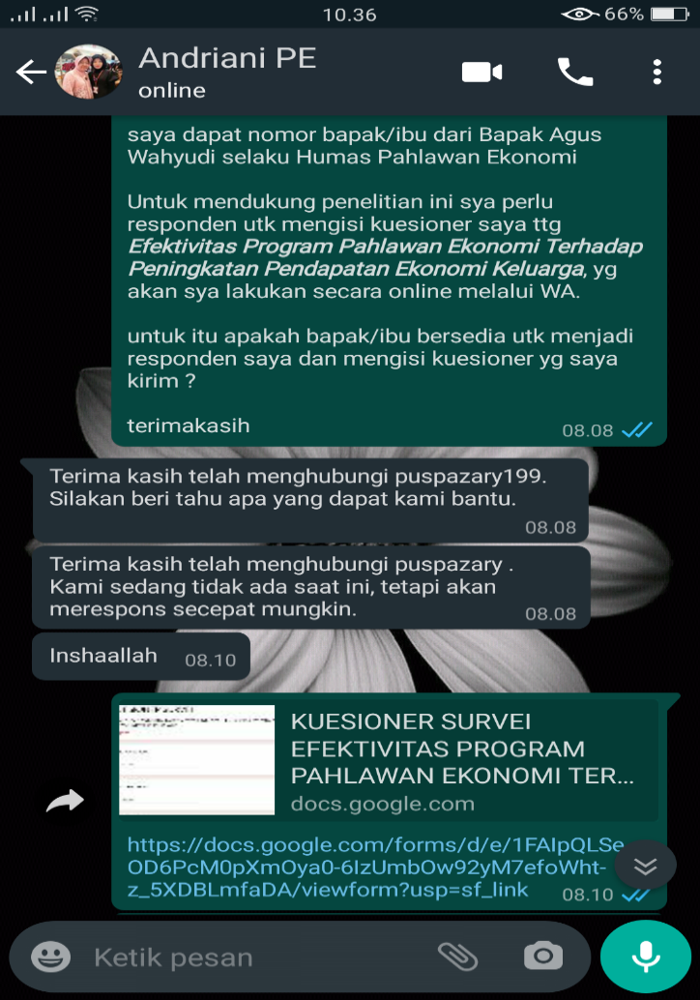 10.36
66%
Andriani PE
online
saya dapat nomor bapak/ibu dari Bapak Agus
Wahyudi selaku Humas Pahlawan Ekonomi
Untuk mendukung penelitian ini sya perlu
responden utk mengisi kuesioner saya ttg
Efektivitas Program Pahlawan Ekonomi Terhadap
Peningkatan Pendapatan Ekonomi Keluarga, yg
akan sya lakukan secara online melalui WA.
untuk itu apakah bapak/ibu bersedia utk menjadi
responden saya dan mengisi kuesioner yg saya
kirim ?
terimakasih
08.08
Terima kasih telah menghubungi puspazary199.
Silakan beri tahu apa yang dapat kami bantu.
08.08
Terima kasih telah menghubungi puspazary .
Kami sedang tidak ada saat ini, tetapi akan
merespons secepat mungkin.
08.08
Inshaallah 08.10
KUESIONER SURVEI
EFEKTIVITAS PROGRAM
PAHLAWAN EKONOMI TER...
docs.google.com
https://docs.google.com/forms/d/e/1FAIpQLSe
OD6PcM0pXmOya0-6IzUmbOw92yM7efoWht-
z_5XDBLmfaDA/viewform?usp=sf_link 08.10
Ketik pesan